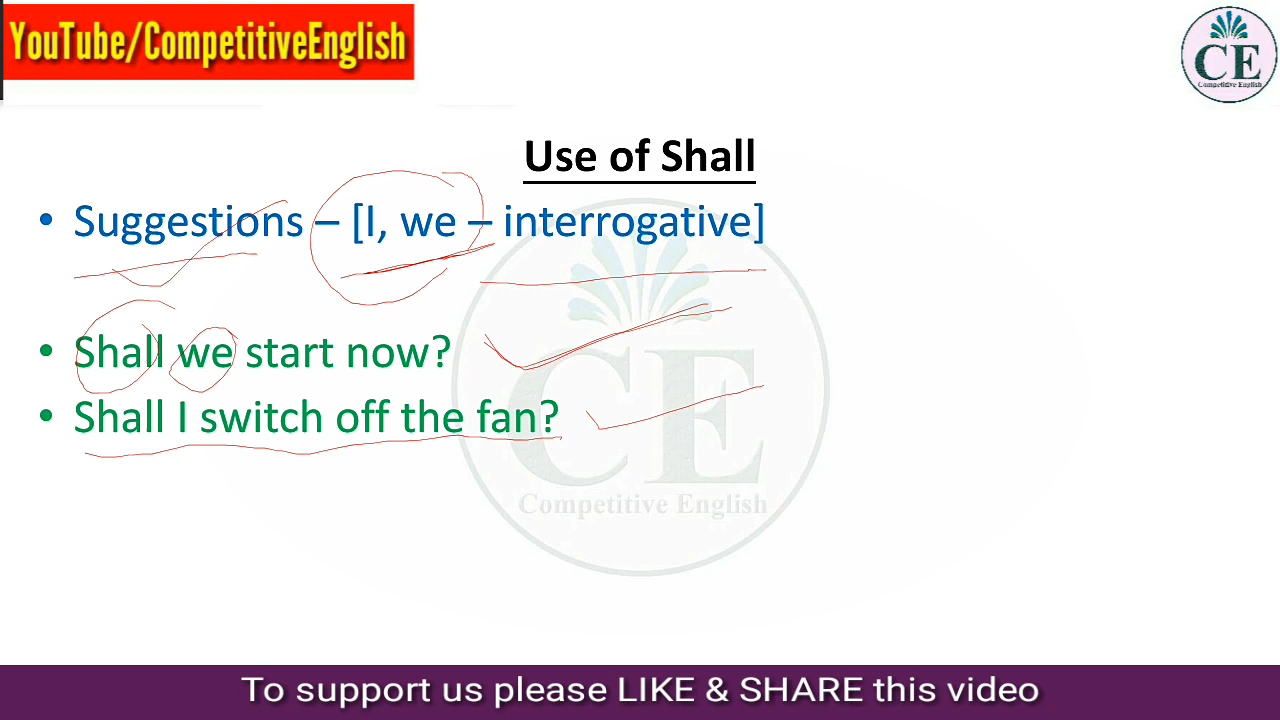 YouTube/CompetitiveEnglish
CE
Competitive English
Use of Shall
• Suggestions – [I, we – interrogative]
• Shall we start now?
• Shall I switch off the fan?
CE
Competitive English
To support us please LIKE & SHARE this video